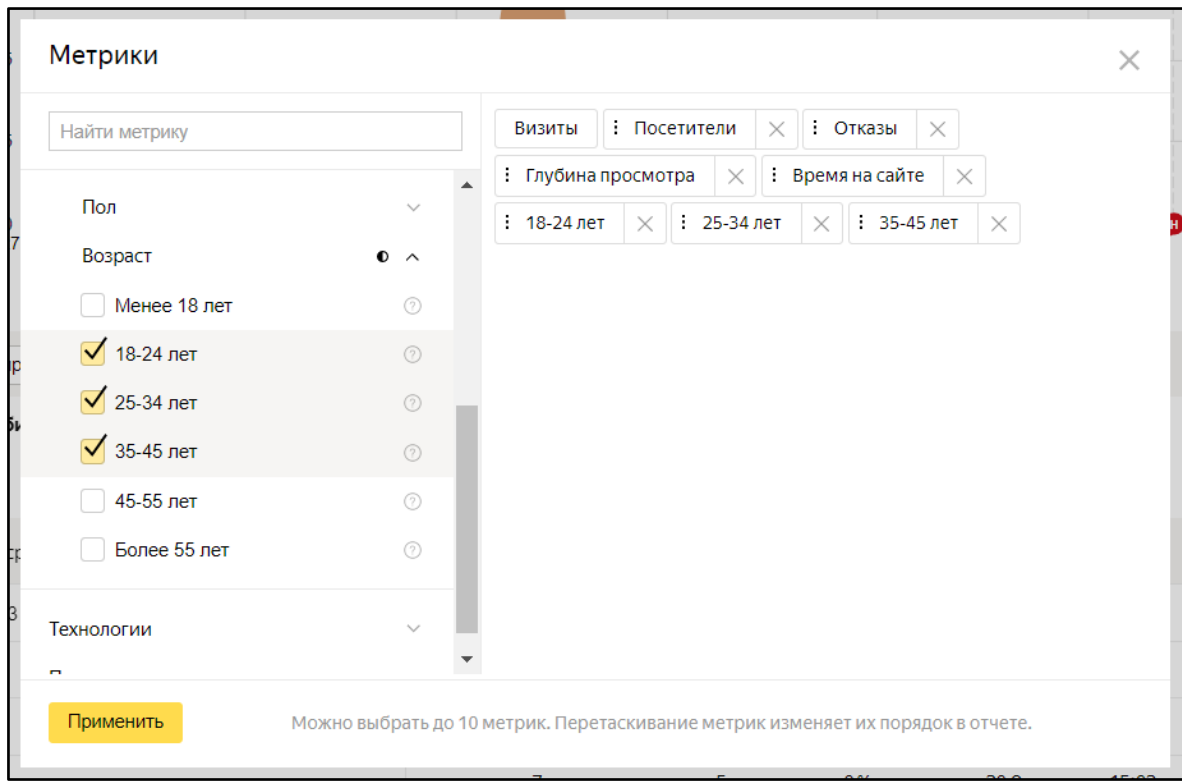 Метрики
Найти метрику
Визиты
Посетители
Отказы
Глубина просмотра
Время на сайте
18-24 лет
25-34 лет
35-45 лет
Пол
Возраст
Менее 18 лет
18-24 лет
25-34 лет
35-45 лет
45-55 лет
Более 55 лет
Технологии
Применить
Можно выбрать до 10 метрик. Перетаскивание метрик изменяет их порядок в отчете.